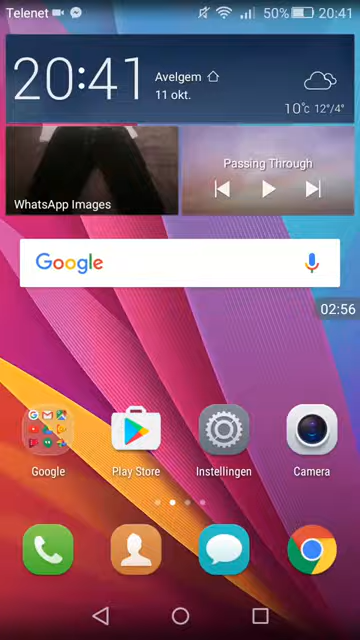 Telenet
50%
20:41
20:41
Avelgem
11 okt.
10°c 12°/4°
WhatsApp Images
Passing Through
Google
02:56
Google
Play Store
Instellingen
Camera